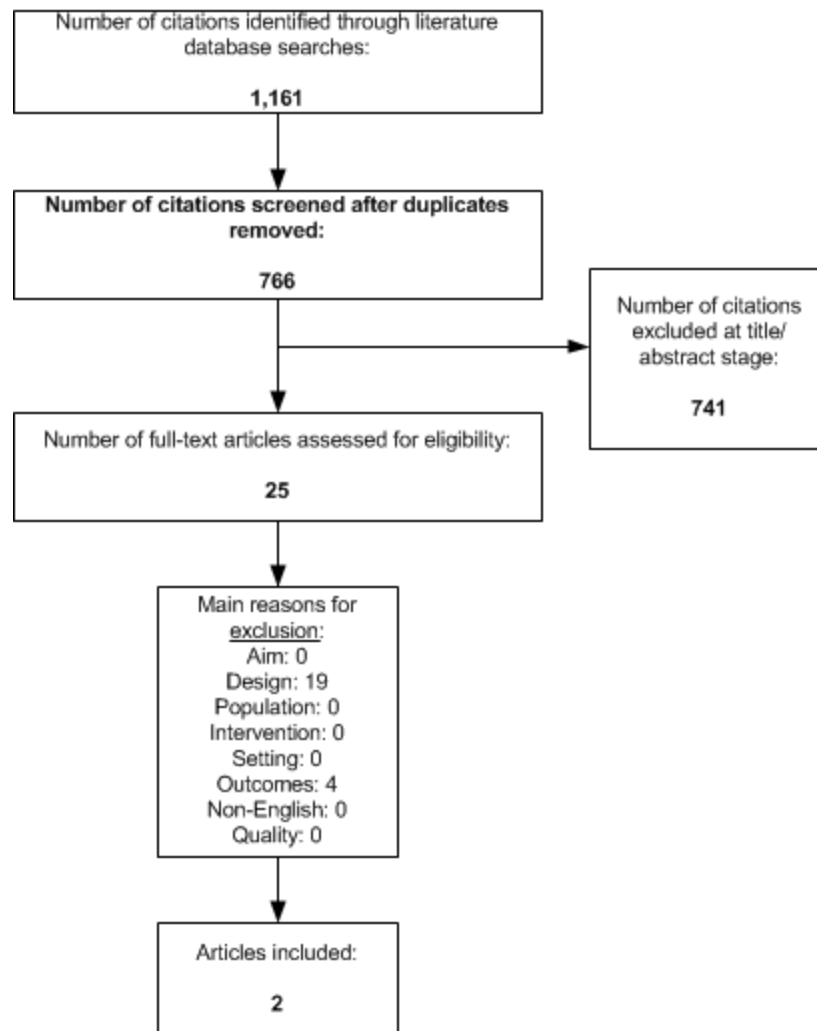 Number of citations identified through literature
database searches:
1,161
Number of citations screened after duplicates
removed:
766
Number of citations
excluded at title/
abstract stage:
741
Number of full-text articles assessed for eligibility:
25
Main reasons for
exclusion:
Aim: 0
Design: 19
Population: 0
Intervention: 0
Setting: 0
Outcomes: 4
Non-English: 0
Quality: 0
Articles included:
2